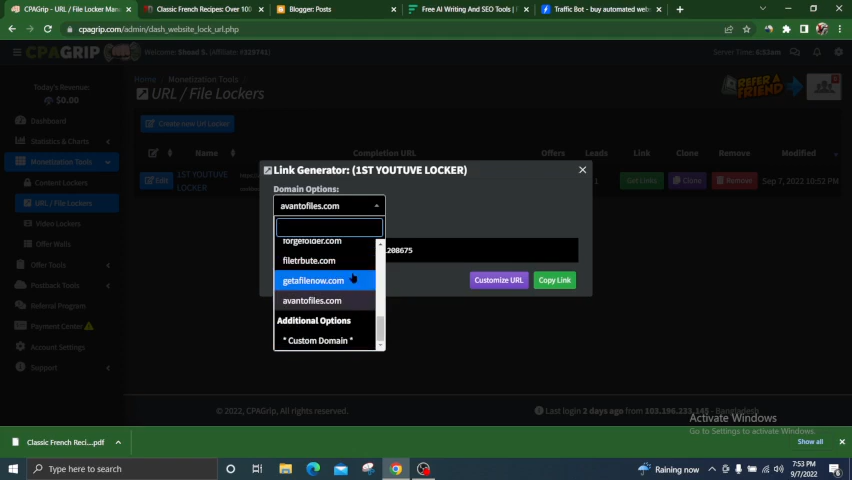 CPAGrip - URL / File Locker Mana
Classic French Recipes: Over 100
Blogger: Posts
Free AI Writing And SEO Tools |
Traffic Bot - buy automated web
cpagrip.com/admin/dash_website_lock_url.php
CPAGRIP
Server Time: 6:53am
Today's Revenue:
$0.00
Dashboard
Statistics & Charts
Monetization Tools
Content Lockers
URL / File Lockers
Video Lockers
Offer Walls
Offer Tools
Postback Tools
Referral Program
Payment Center
Account Settings
Support
Home
Monetization Tools
URL / File Lockers
REFER A FRIEND
Create new Url Locker
Name
Completion URL
Offers
Leads
Link
Clone
Remove
Modified
Edit
1ST YOUTUVE LOCKER
1
Get Links
Clone
Remove
Sep 7, 2022 10:52 PM
Link Generator: (1ST YOUTUVE LOCKER)
Domain Options:
avantofiles.com
forgefolder.com
filetrbute.com
208675
getafilenow.com
Customize URL
Copy Link
avantofiles.com
Additional Options
* Custom Domain *
© 2022, CPAGrip, All rights reserved.
Last login 2 days ago from 103.196.233.145 - Bangladesh
Activate Windows
Go to Settings to activate Windows.
Classic French Reci....pdf
Show all
Type here to search
Raining now
7:53 PM
9/7/2022